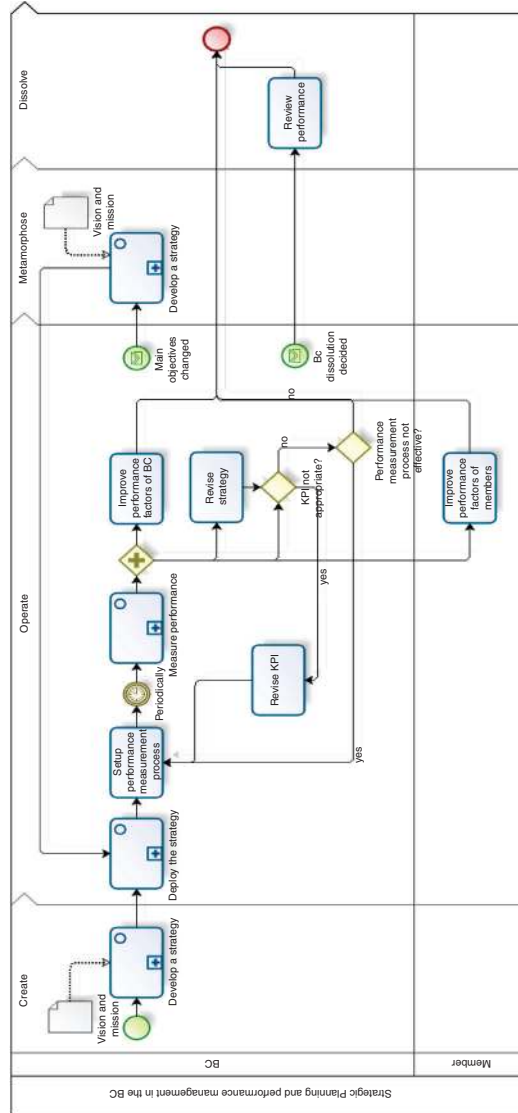 Strategic Planning and performance management in the BC
BC
Member
Create
Operate
Metamorphose
Dissolve
Vision and
mission
Develop a strategy
Deploy the strategy
Setup
performance
measurement
process
Periodically
Measure performance
Improve
performance
factors of BC
Revise
strategy
KPI not
appropriate?
no
yes
Revise KPI
Performance
measurement
process not
effective?
no
yes
Improve
performance
factors of
members
Main
objectives
changed
Vision and
mission
Develop a strategy
Bc
dissolution
decided
Review
performance